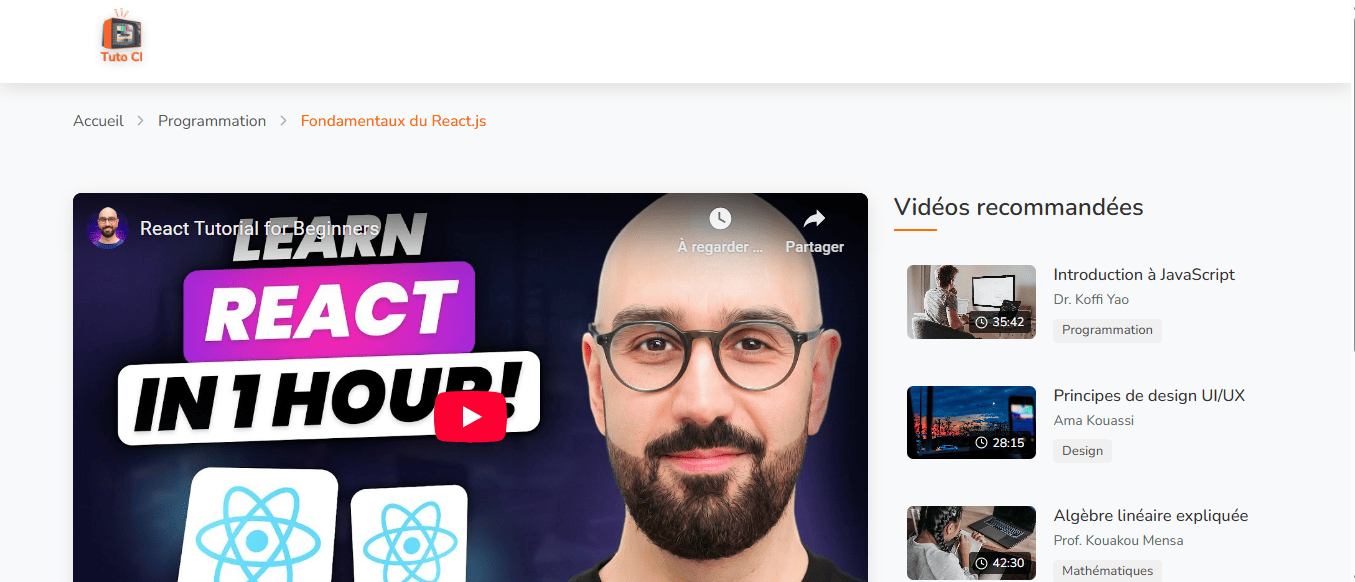 Tuto CI
Accueil > Programmation > Fondamentaux du React.js
React Tutorial for Beginners
À regarder ...
Partager
LEARN
REACT
IN 1 HOUR!
Vidéos recommandées
35:42
Introduction à JavaScript
Dr. Koffi Yao
Programmation
28:15
Principes de design UI/UX
Ama Kouassi
Design
42:30
Algèbre linéaire expliquée
Prof. Kouakou Mensa
Mathématiques